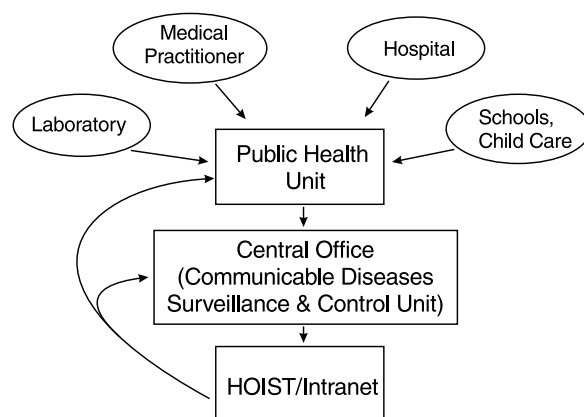 Medical
Practitioner
Hospital
Laboratory
Schools,
Child Care
Public Health
Unit
Central Office
(Communicable Diseases
Surveillance & Control Unit)
HOIST/Intranet